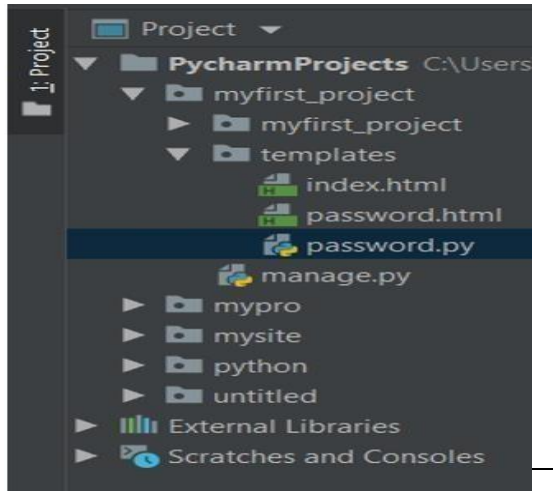 1: Project
Project
PycharmProjects C:\Users
myfirst_project
myfirst_project
templates
index.html
password.html
password.py
manage.py
mypro
mysite
python
untitled
External Libraries
Scratches and Consoles